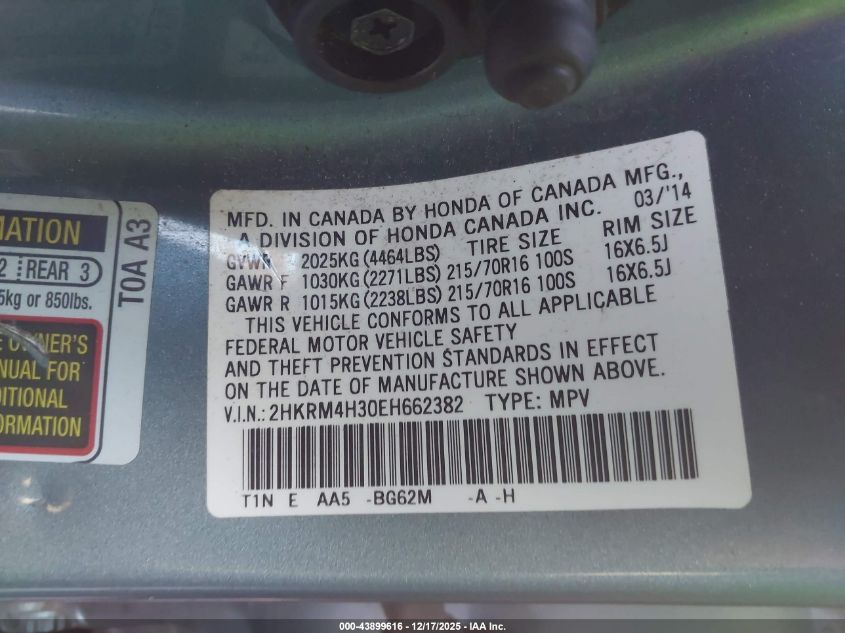 MATION
2 REAR 3
5kg or 850lbs.
OWNER'S
NUAL FOR
DITIONAL
FORMATION
T0A A3
MFD. IN CANADA BY HONDA OF CANADA MFG.,
A DIVISION OF HONDA CANADA INC. 03/'14
GVWR 2025KG(4464LBS) TIRE SIZE RIM SIZE
GAWR F 1030KG(2271LBS) 215/70R16 100S 16X6.5J
GAWR R 1015KG(2238LBS) 215/70R16 100S 16X6.5J
THIS VEHICLE CONFORMS TO ALL APPLICABLE
FEDERAL MOTOR VEHICLE SAFETY
AND THEFT PREVENTION STANDARDS IN EFFECT
ON THE DATE OF MANUFACTURE SHOWN ABOVE.
V.I.N.: 2HKRM4H30EH662382 TYPE: MPV
T1N E AA5 -BG62M -A -H
000-43899616 - 12/17/2025 - IAA Inc.